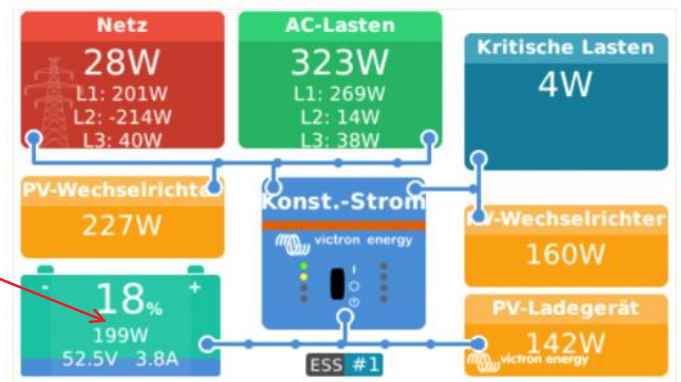 Netz
28W
L1: 201W
L2: -214W
L3: 40W
AC-Lasten
323W
L1: 269W
L2: 14W
L3: 38W
Kritische Lasten
4W
PV-Wechselrichte
227W
Konst.-Strom
victron energy
-Wechselrichter
160W
- +
18%
199W
52.5V 3.8A
PV-Ladegerät
142W
victron energy
ESS #1